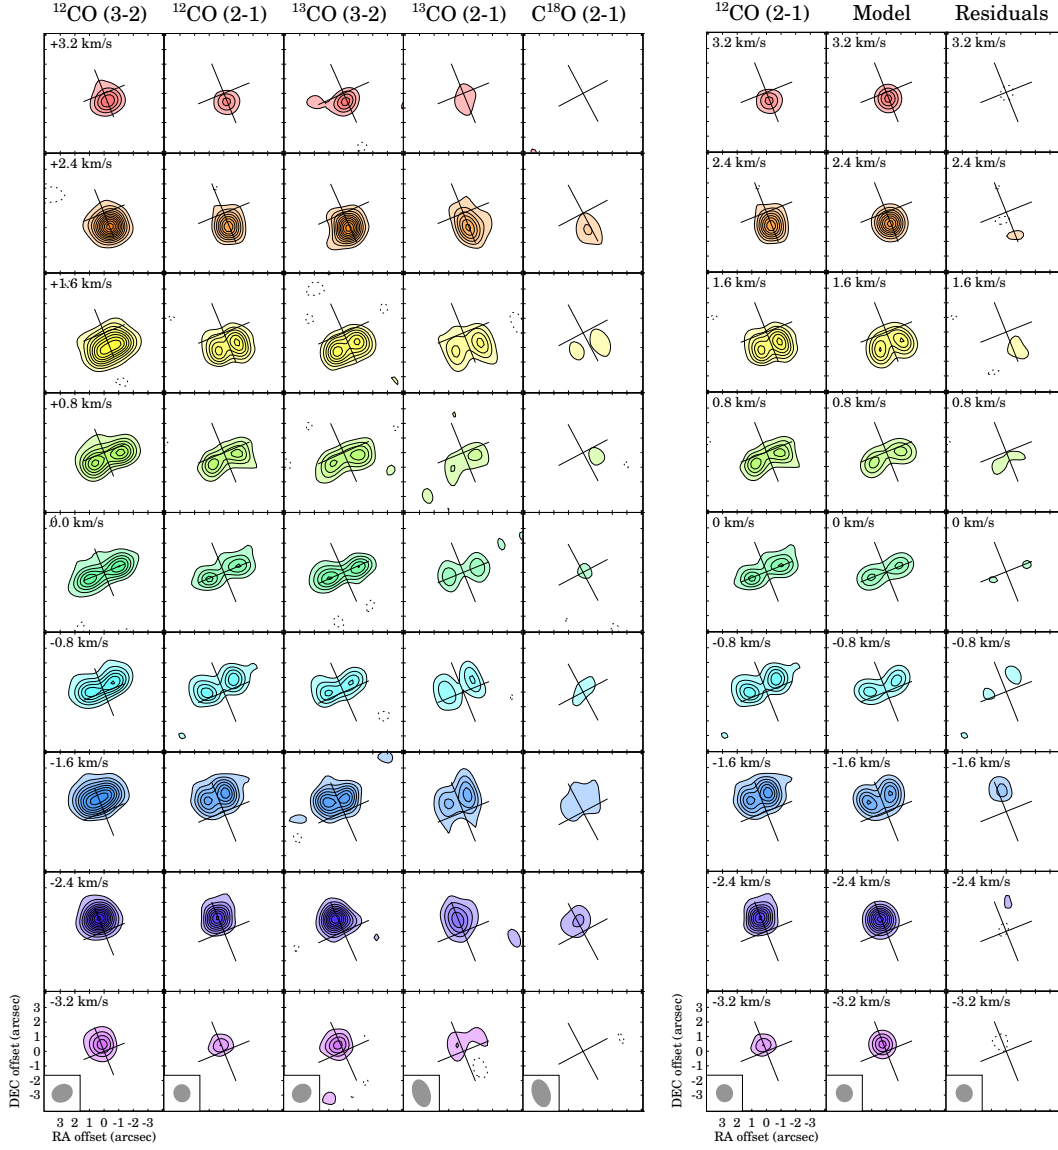 ¹²CO (3-2) ¹²CO (2-1) ¹³CO (3-2) ¹³CO (2-1) C¹⁸O (2-1) ¹²CO (2-1) Model Residuals
+3.2 km/s 3.2 km/s 3.2 km/s 3.2 km/s
+2.4 km/s 2.4 km/s 2.4 km/s 2.4 km/s
+1.6 km/s 1.6 km/s 1.6 km/s 1.6 km/s
+0.8 km/s 0.8 km/s 0.8 km/s 0.8 km/s
0.0 km/s 0 km/s 0 km/s 0 km/s
-0.8 km/s -0.8 km/s -0.8 km/s -0.8 km/s
-1.6 km/s -1.6 km/s -1.6 km/s -1.6 km/s
-2.4 km/s -2.4 km/s -2.4 km/s -2.4 km/s
-3.2 km/s -3.2 km/s -3.2 km/s -3.2 km/s
DEC offset (arcsec) DEC offset (arcsec)
3 3
2 2
1 1
0 0
-1 -1
-2 -2
-3 -3
3 2 1 0 -1 -2 -3 3 2 1 0 -1 -2 -3
RA offset (arcsec) RA offset (arcsec)